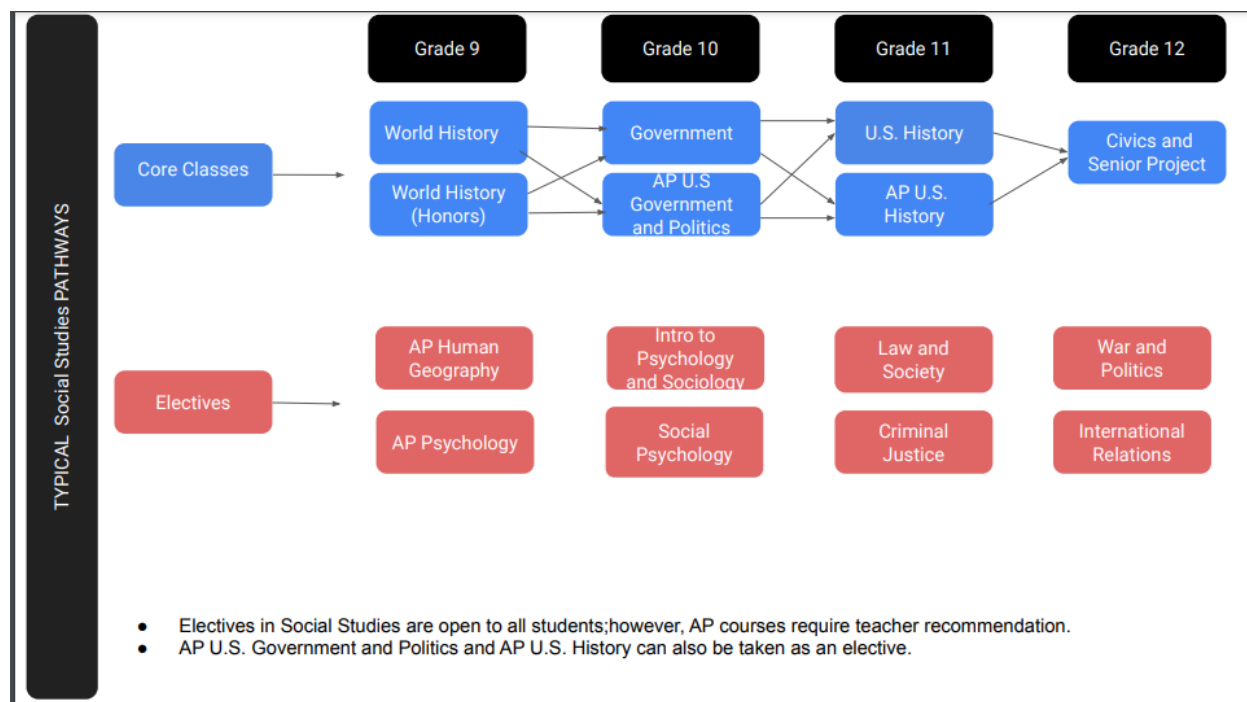 TYPICAL Social Studies PATHWAYS
Grade 9
Grade 10
Grade 11
Grade 12
Core Classes
World History
Government
U.S. History
Civics and
Senior Project
World History
(Honors)
AP U.S
Government
and Politics
AP U.S.
History
Electives
AP Human
Geography
Intro to
Psychology
and Sociology
Law and
Society
War and
Politics
AP Psychology
Social
Psychology
Criminal
Justice
International
Relations
● Electives in Social Studies are open to all students;however, AP courses require teacher recommendation.
● AP U.S. Government and Politics and AP U.S. History can also be taken as an elective.